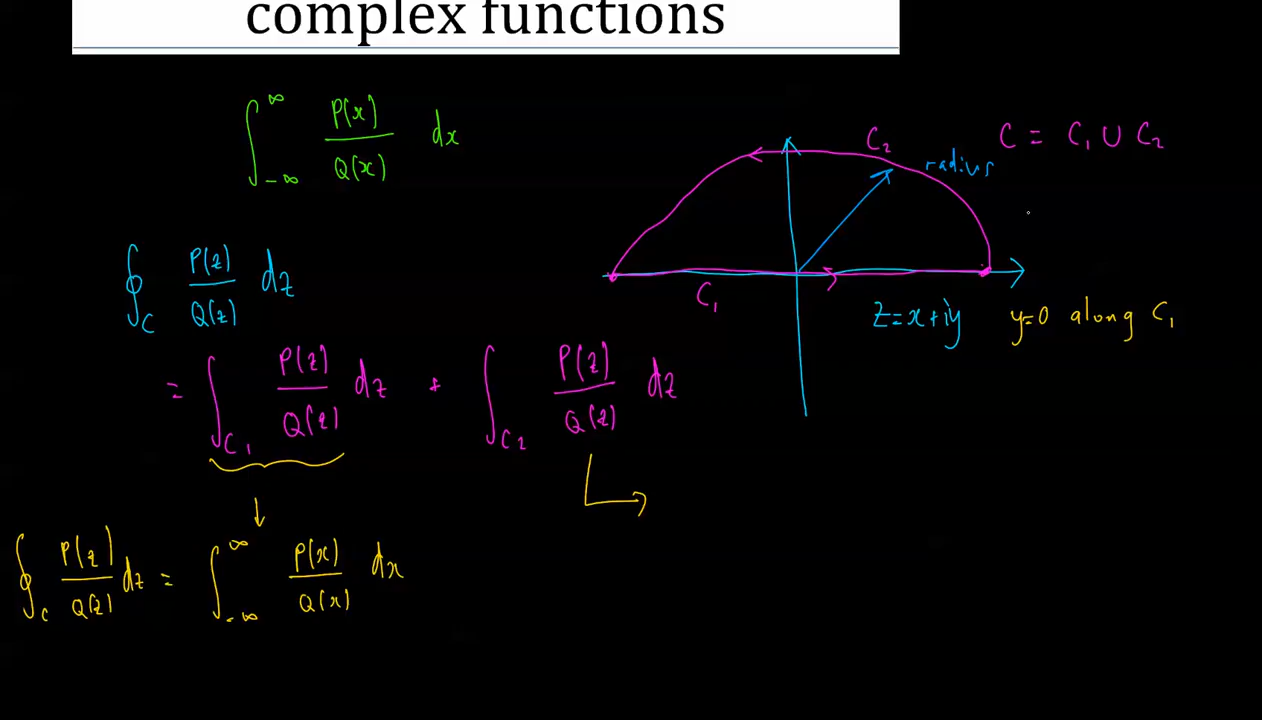 complex functions
∫_{-∞}^{∞} P(x)/Q(x) dx
C = C₁ ∪ C₂
C₂
radius
∮_C P(z)/Q(z) dz
C₁
z=x+iy y=0 along C₁
= ∫_{C₁} P(z)/Q(z) dz + ∫_{C₂} P(z)/Q(z) dz
∮_C P(z)/Q(z) dz = ∫_{-∞}^{∞} P(x)/Q(x) dx